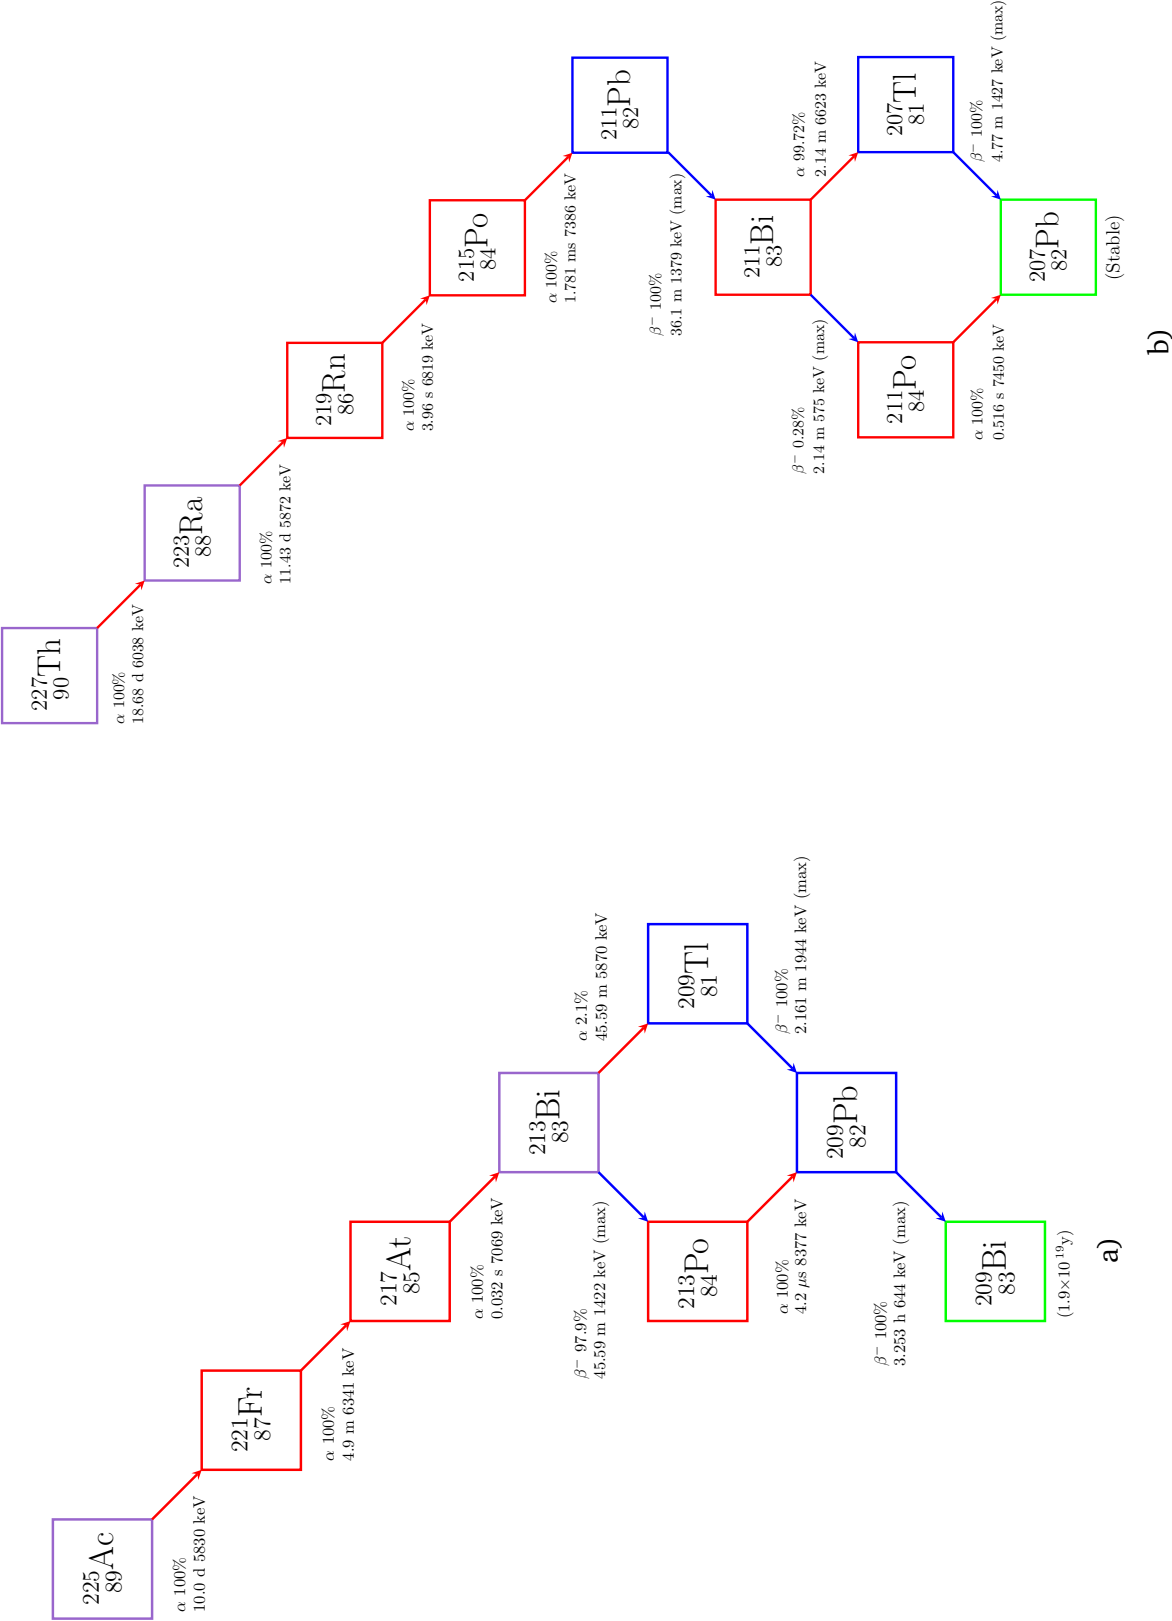 225
89Ac
α 100%
10.0 d 5830 keV
221
87Fr
α 100%
4.9 m 6341 keV
217
85At
α 100%
0.032 s 7069 keV
213
83Bi
β− 97.9%
45.59 m 1422 keV (max)
α 2.1%
45.59 m 5870 keV
213
84Po
α 100%
4.2 μs 8377 keV
209
81Tl
β− 100%
2.161 m 1944 keV (max)
209
82Pb
β− 100%
3.253 h 644 keV (max)
209
83Bi
(1.9×10¹⁹y)
a)
227
90Th
α 100%
18.68 d 6038 keV
223
88Ra
α 100%
11.43 d 5872 keV
219
86Rn
α 100%
3.96 s 6819 keV
215
84Po
α 100%
1.781 ms 7386 keV
211
82Pb
β− 100%
36.1 m 1379 keV (max)
211
83Bi
β− 0.28%
2.14 m 575 keV (max)
α 99.72%
2.14 m 6623 keV
211
84Po
α 100%
0.516 s 7450 keV
207
81Tl
β− 100%
4.77 m 1427 keV (max)
207
82Pb
(Stable)
b)